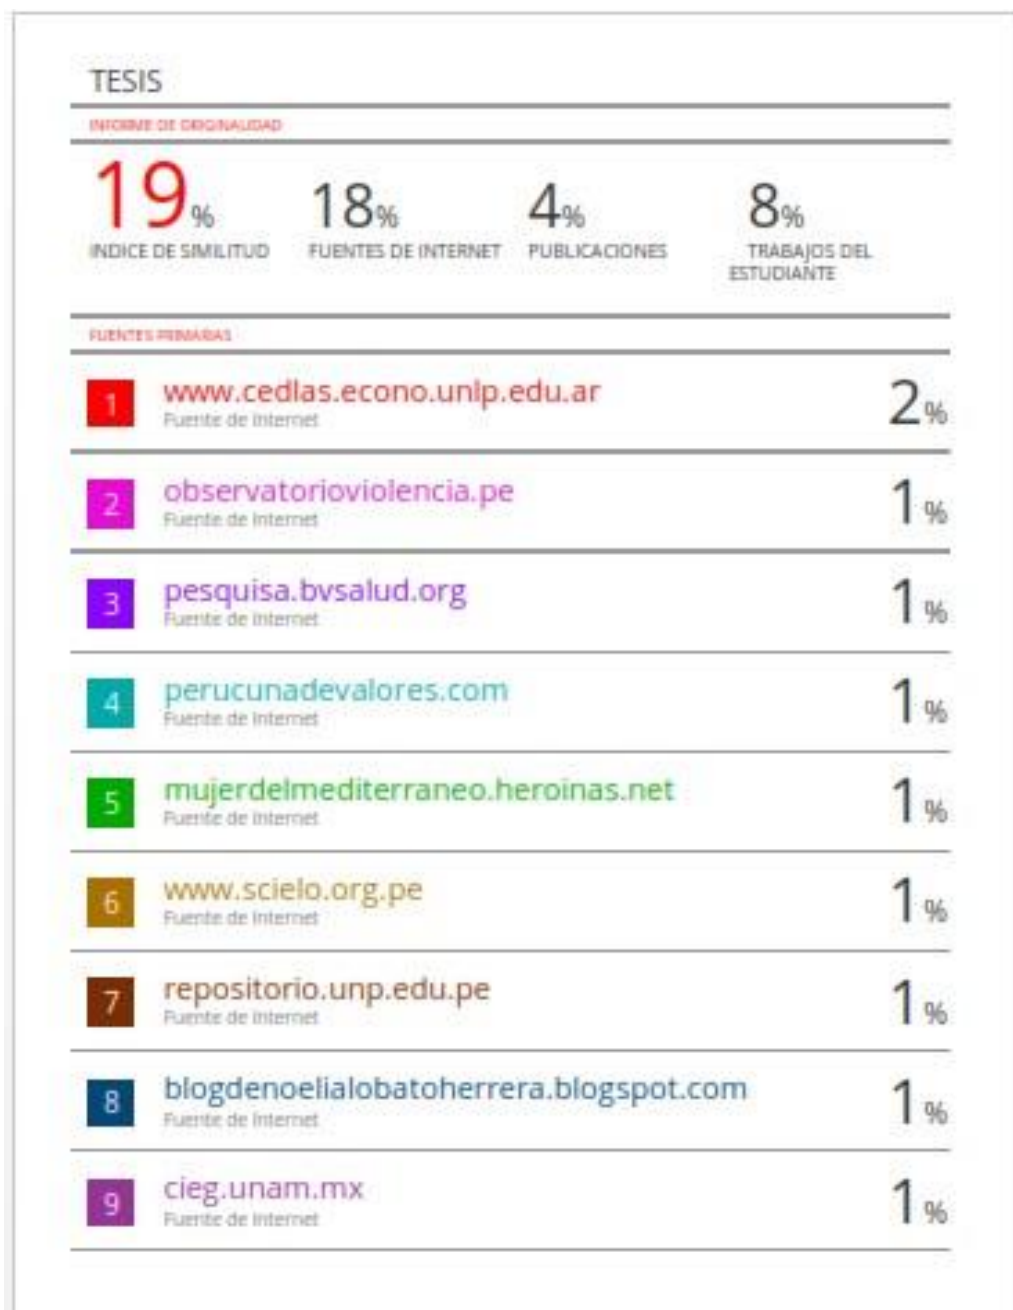 TESIS
INFORME DE ORIGINALIDAD
19% 18% 4% 8%
INDICE DE SIMILITUD FUENTES DE INTERNET PUBLICACIONES TRABAJOS DEL
ESTUDIANTE
FUENTES PRIMARIAS
1 www.cedlas.econo.unlp.edu.ar 2%
Fuente de Internet
2 observatorioviolencia.pe 1%
Fuente de Internet
3 pesquisa.bvsalud.org 1%
Fuente de Internet
4 perucunadevalores.com 1%
Fuente de Internet
5 mujerdelmediterraneo.heroinas.net 1%
Fuente de Internet
6 www.scielo.org.pe 1%
Fuente de Internet
7 repositorio.unp.edu.pe 1%
Fuente de Internet
8 blogdenoelialobatoherrera.blogspot.com 1%
Fuente de Internet
9 cieg.unam.mx 1%
Fuente de Internet